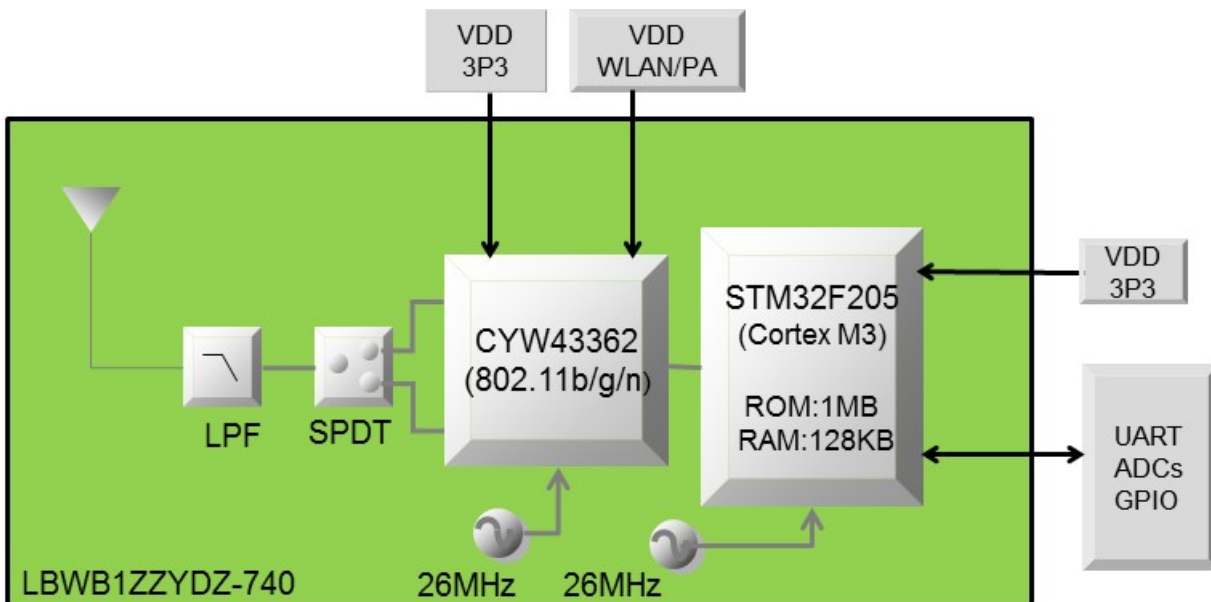 VDD
3P3
VDD
WLAN/PA
CYW43362
(802.11b/g/n)
STM32F205
(Cortex M3)
ROM:1MB
RAM:128KB
VDD
3P3
LPF
SPDT
UART
ADCs
GPIO
26MHz
26MHz
LBWB1ZZYDZ-740